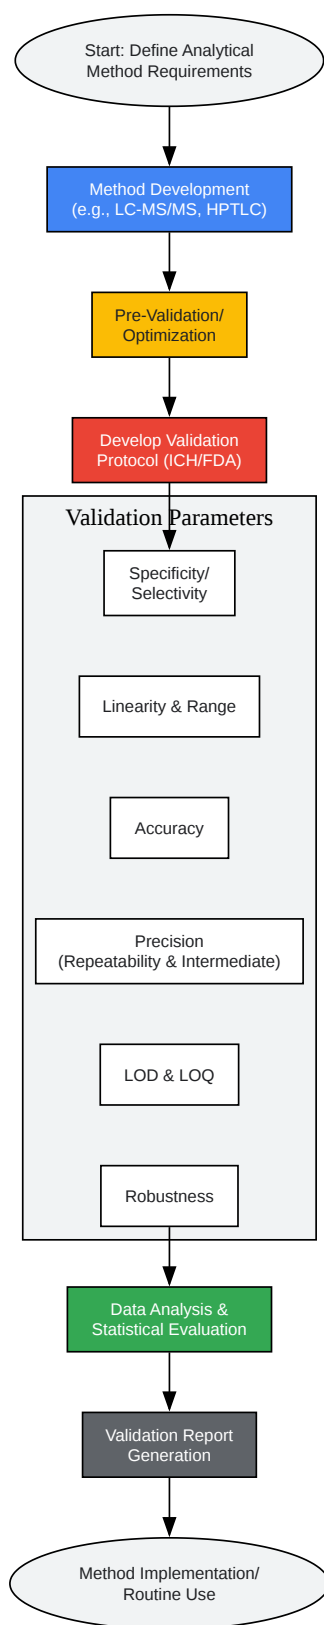 Start: Define Analytical
Method Requirements
Method Development
(e.g., LC-MS/MS, HPTLC)
Pre-Validation/
Optimization
Develop Validation
Protocol (ICH/FDA)
Validation Parameters
Specificity/
Selectivity
Linearity & Range
Accuracy
Precision
(Repeatability & Intermediate)
LOD & LOQ
Robustness
Data Analysis &
Statistical Evaluation
Validation Report
Generation
Method Implementation/
Routine Use